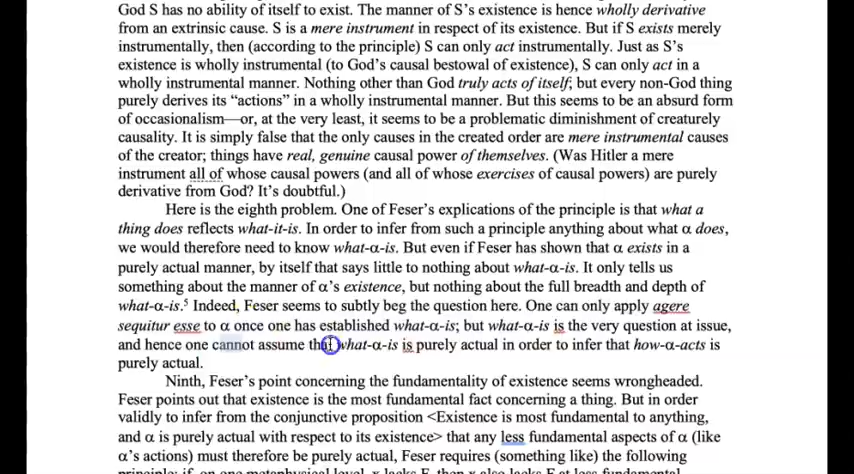 God S has no ability of itself to exist. The manner of S’s existence is hence wholly derivative
from an extrinsic cause. S is a mere instrument in respect of its existence. But if S exists merely
instrumentally, then (according to the principle) S can only act instrumentally. Just as S’s
existence is wholly instrumental (to God’s causal bestowal of existence), S can only act in a
wholly instrumental manner. Nothing other than God truly acts of itself; but every non-God thing
purely derives its “actions” in a wholly instrumental manner. But this seems to be an absurd form
of occasionalism—or, at the very least, it seems to be a problematic diminishment of creaturely
causality. It is simply false that the only causes in the created order are mere instrumental causes
of the creator; things have real, genuine causal power of themselves. (Was Hitler a mere
instrument all of whose causal powers (and all of whose exercises of causal powers) are purely
derivative from God? It’s doubtful.)
Here is the eighth problem. One of Feser’s explications of the principle is that what a
thing does reflects what-it-is. In order to infer from such a principle anything about what α does,
we would therefore need to know what-α-is. But even if Feser has shown that α exists in a
purely actual manner, by itself that says little to nothing about what-α-is. It only tells us
something about the manner of α’s existence, but nothing about the full breadth and depth of
what-α-is.⁵ Indeed, Feser seems to subtly beg the question here. One can only apply agere
sequitur esse to α once one has established what-α-is; but what-α-is is the very question at issue,
and hence one cannot assume that what-α-is is purely actual in order to infer that how-α-acts is
purely actual.
Ninth, Feser’s point concerning the fundamentality of existence seems wrongheaded.
Feser points out that existence is the most fundamental fact concerning a thing. But in order
validly to infer from the conjunctive proposition <Existence is most fundamental to anything,
and α is purely actual with respect to its existence> that any less fundamental aspects of α (like
α’s actions) must therefore be purely actual, Feser requires (something like) the following
principle: if, on one metaphysical level, x lacks F, then x also lacks F at less fundamental